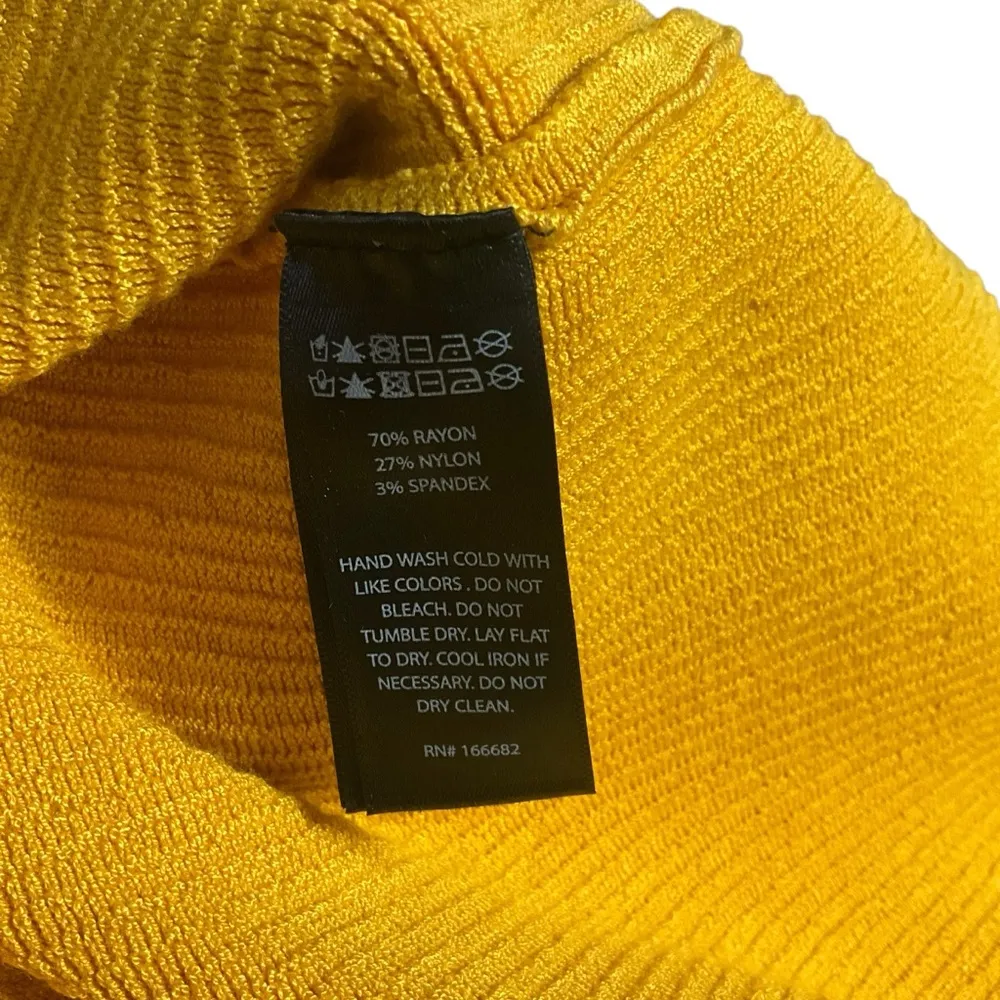 70% RAYON
27% NYLON
3% SPANDEX
HAND WASH COLD WITH
LIKE COLORS . DO NOT
BLEACH. DO NOT
TUMBLE DRY. LAY FLAT
TO DRY. COOL IRON IF
NECESSARY. DO NOT
DRY CLEAN.
RN# 166682